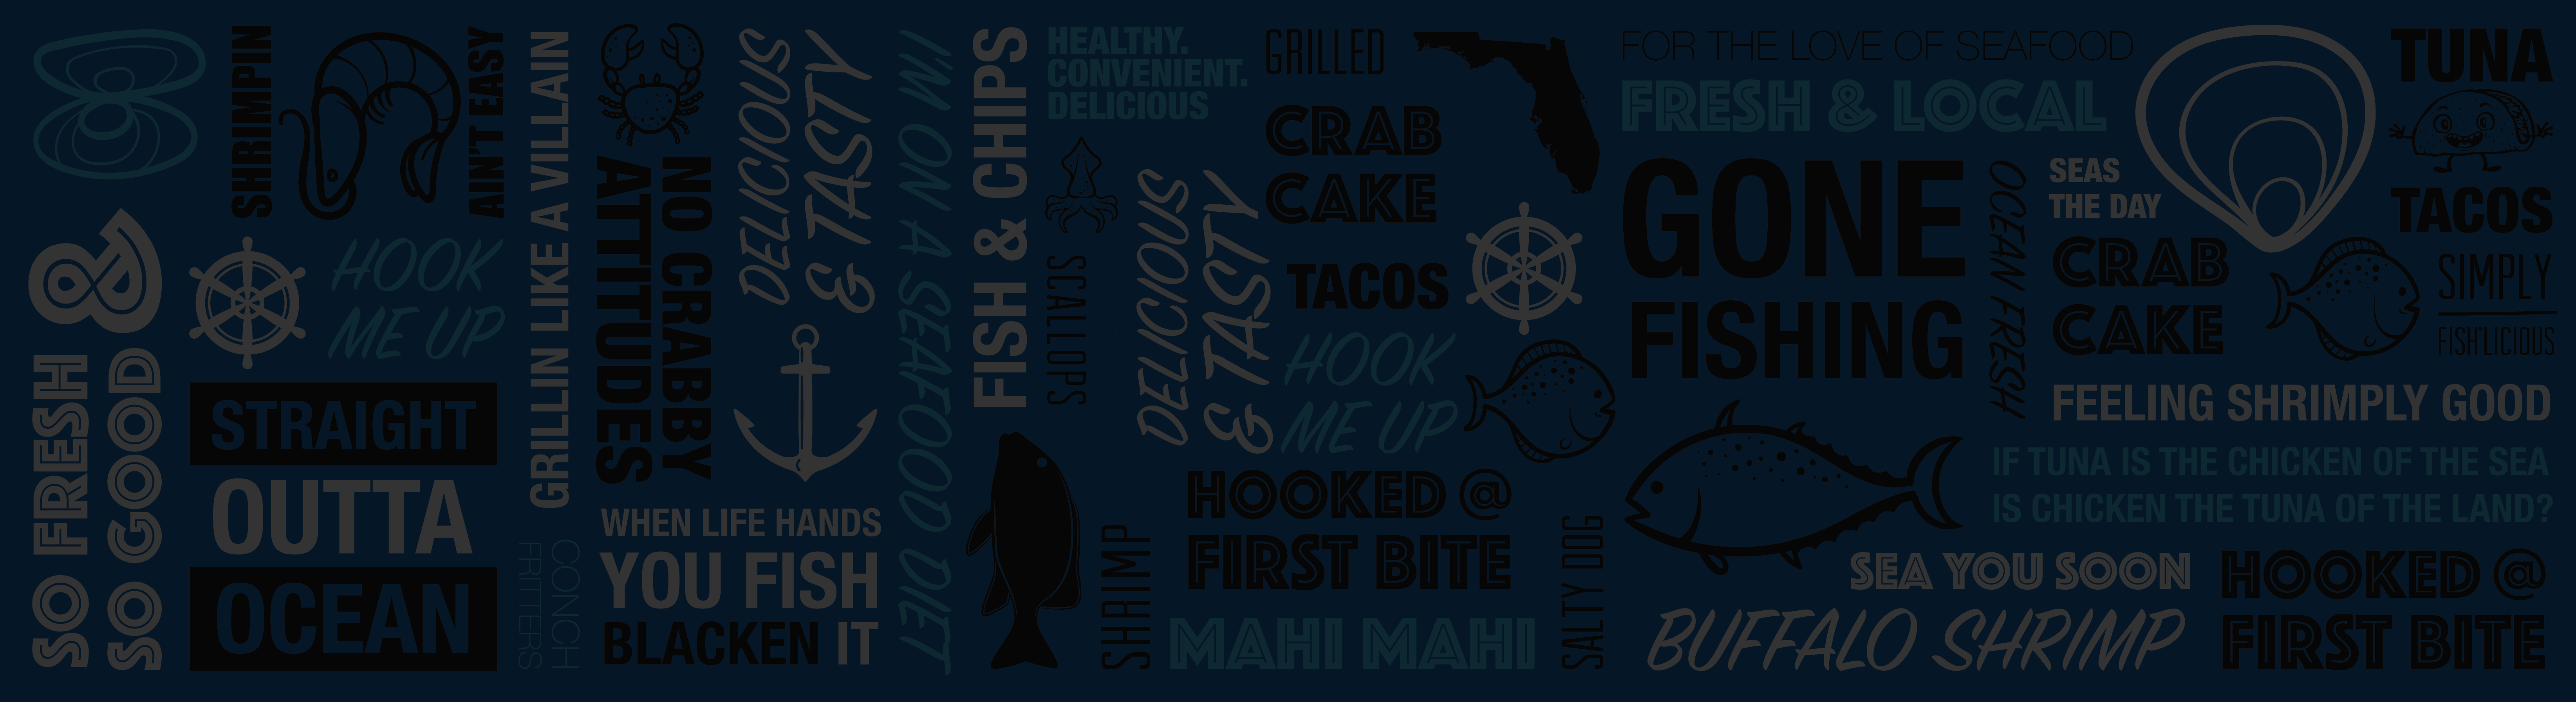 SHRIMPIN
AIN'T EASY
SO FRESH &
SO GOOD
HOOK
ME UP
STRAIGHT
OUTTA
OCEAN
GRILLIN LIKE A VILLAIN
CONCH
FRITTERS
NO CRABBY
ATTITUDES
DELICIOUS
& TASTY
WHEN LIFE HANDS
YOU FISH
BLACKEN IT
I'M ON A SEAFOOD DIET
FISH & CHIPS
HEALTHY.
CONVENIENT.
DELICIOUS
SCALLOPS
SHRIMP
DELICIOUS
& TASTY
GRILLED
CRAB
CAKE
TACOS
HOOK
ME UP
HOOKED @
FIRST BITE
MAHI MAHI
SALTY DOG
FOR THE LOVE OF SEAFOOD
FRESH & LOCAL
GONE
FISHING
OCEAN FRESH
SEAS
THE DAY
CRAB
CAKE
TUNA
TACOS
SIMPLY
FISH'LICIOUS
FEELING SHRIMPLY GOOD
IF TUNA IS THE CHICKEN OF THE SEA
IS CHICKEN THE TUNA OF THE LAND?
SEA YOU SOON
BUFFALO SHRIMP
HOOKED @
FIRST BITE